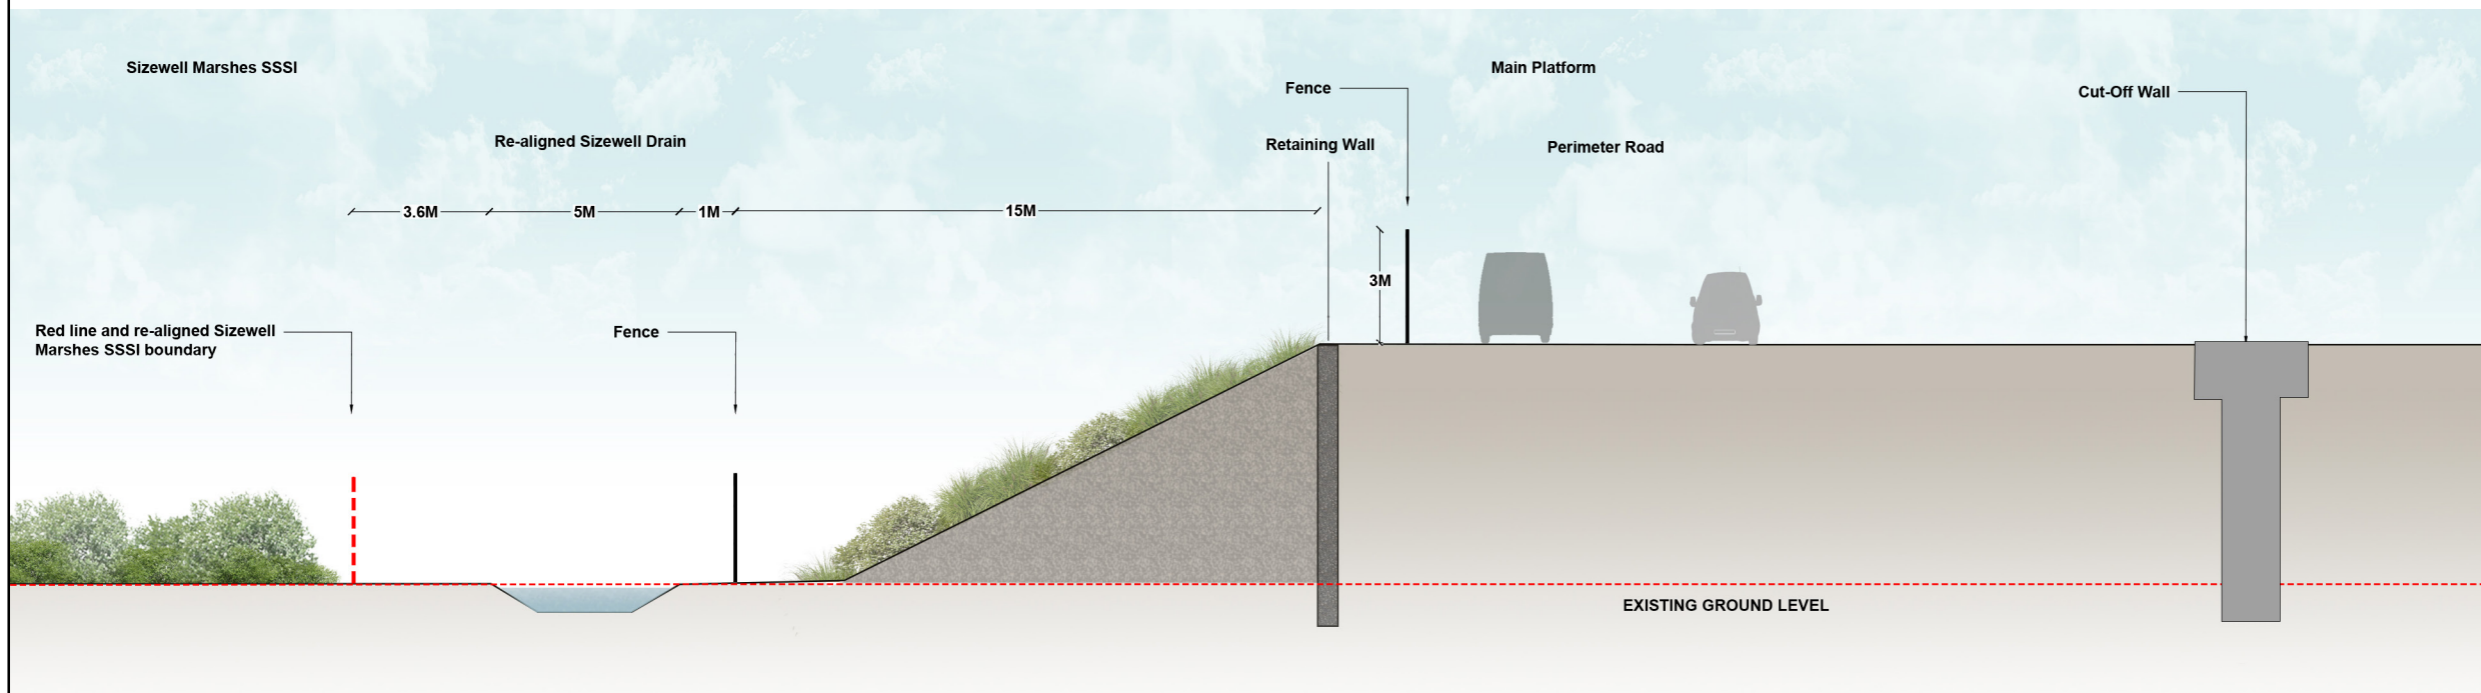 Sizewell Marshes SSSI
Main Platform
Fence
Cut-Off Wall
Re-aligned Sizewell Drain
Retaining Wall
Perimeter Road
3.6M
5M
1M
15M
3M
Red line and re-aligned Sizewell
Marshes SSSI boundary
Fence
EXISTING GROUND LEVEL